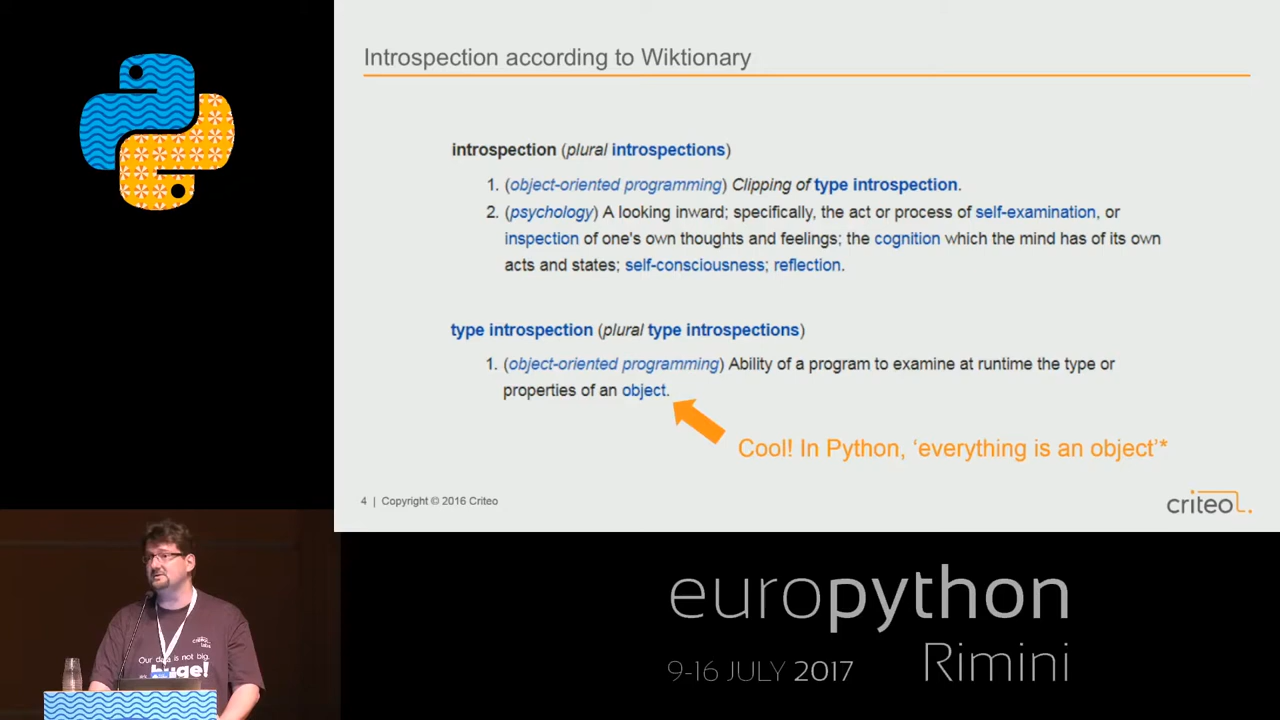 Introspection according to Wiktionary
introspection (plural introspections)
1. (object-oriented programming) Clipping of type introspection.
2. (psychology) A looking inward; specifically, the act or process of self-examination, or
inspection of one's own thoughts and feelings; the cognition which the mind has of its own
acts and states; self-consciousness; reflection.
type introspection (plural type introspections)
1. (object-oriented programming) Ability of a program to examine at runtime the type or
properties of an object.
Cool! In Python, ‘everything is an object’*
4 | Copyright © 2016 Criteo
criteo
criteo
labs
Our data is not big.
huge!
europython
Rimini
9-16 JULY 2017